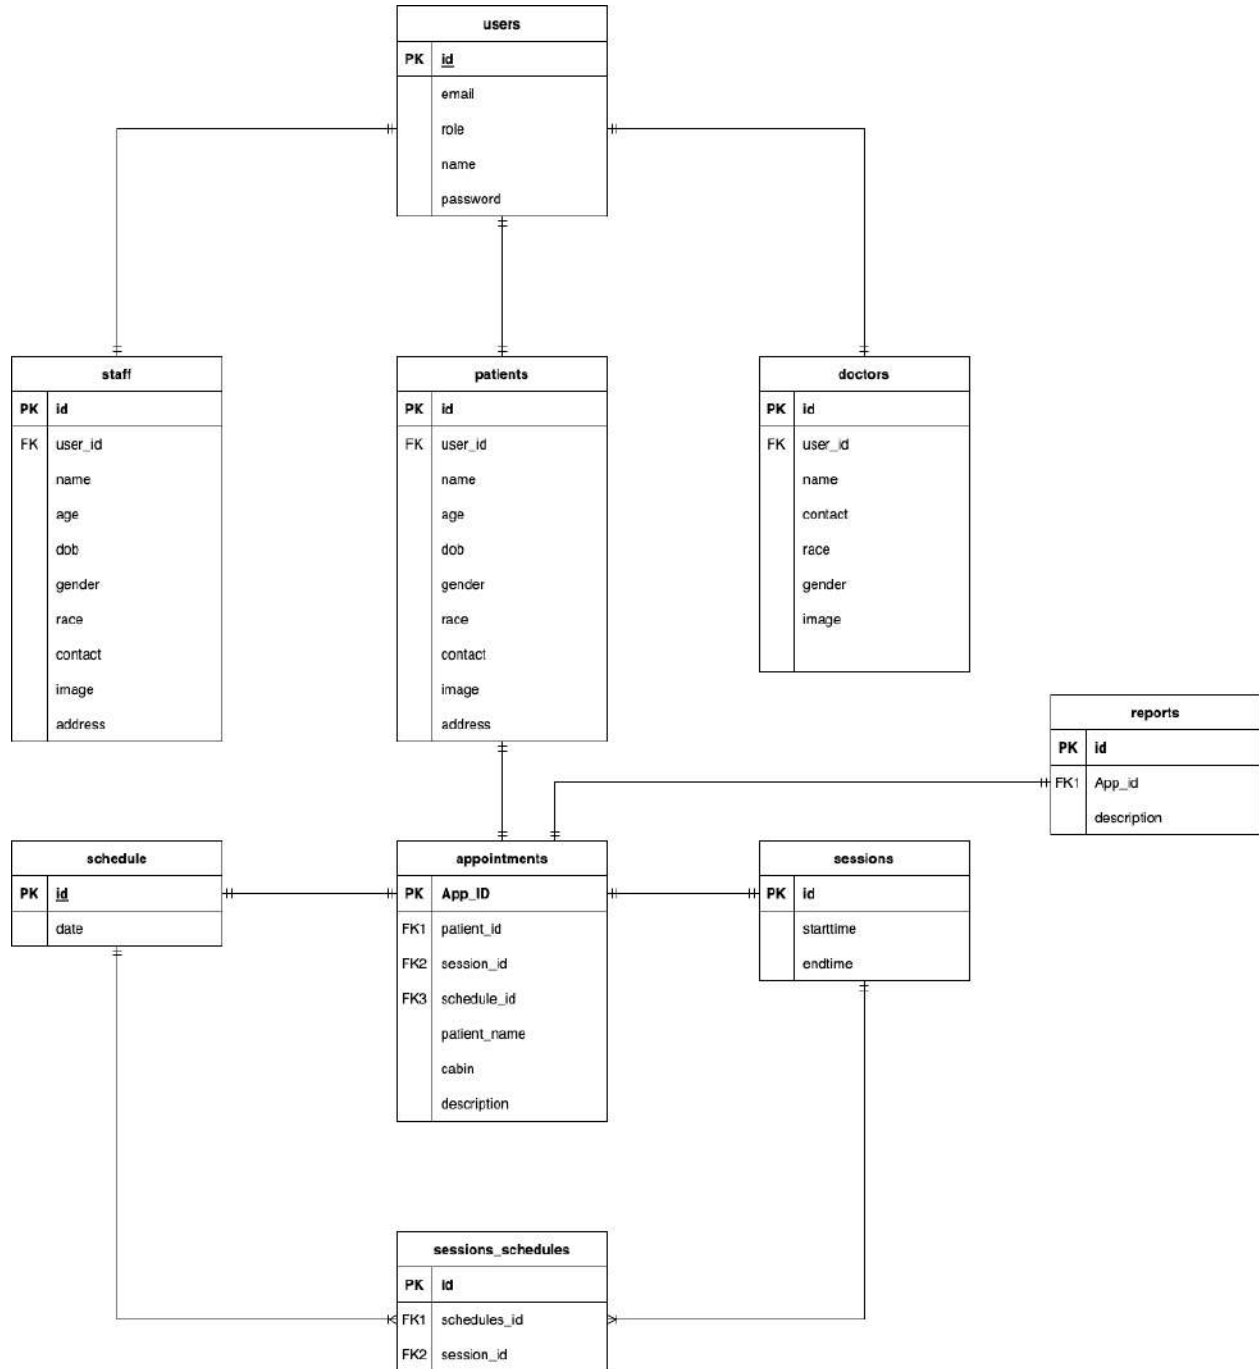 users
PK id
email
role
name
password
staff
PK id
FK user_id
name
age
dob
gender
race
contact
image
address
patients
PK id
FK user_id
name
age
dob
gender
race
contact
image
address
doctors
PK id
FK user_id
name
contact
race
gender
image
reports
PK id
FK1 App_id
description
schedule
PK id
date
appointments
PK App_ID
FK1 patient_id
FK2 session_id
FK3 schedule_id
patient_name
cabin
description
sessions
PK id
starttime
endtime
sessions_schedules
PK id
FK1 schedules_id
FK2 session_id